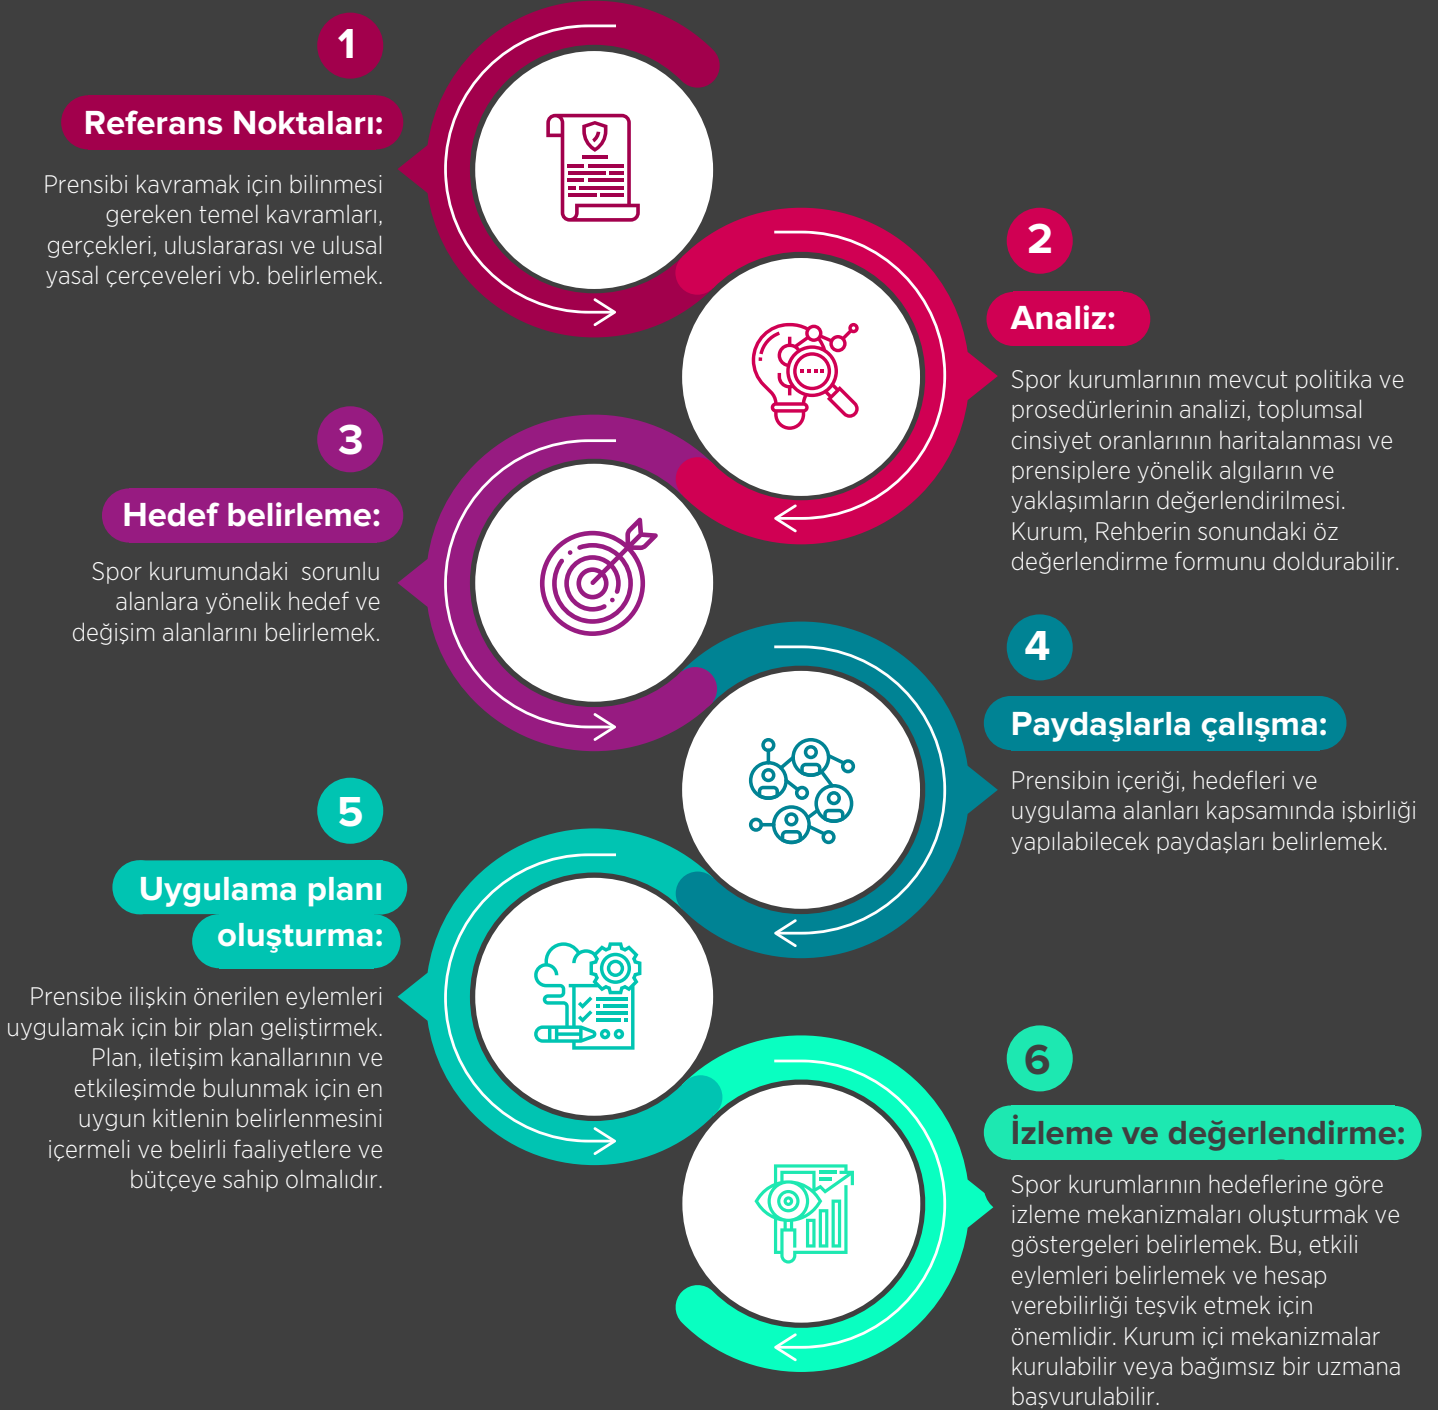 1
Referans Noktaları:
Prensibi kavramak için bilinmesi
gereken temel kavramları,
gerçekleri, uluslararası ve ulusal
yasal çerçeveleri vb. belirlemek.
2
Analiz:
Spor kurumlarının mevcut politika ve
prosedürlerinin analizi, toplumsal
cinsiyet oranlarının haritalanması ve
prensiplere yönelik algıların ve
yaklaşımların değerlendirilmesi.
Kurum, Rehberin sonundaki öz
değerlendirme formunu doldurabilir.
3
Hedef belirleme:
Spor kurumundaki sorunlu
alanlara yönelik hedef ve
değişim alanlarını belirlemek.
4
Paydaşlarla çalışma:
Prensibin içeriği, hedefleri ve
uygulama alanları kapsamında işbirliği
yapılabilecek paydaşları belirlemek.
5
Uygulama planı
oluşturma:
Prensibe ilişkin önerilen eylemleri
uygulamak için bir plan geliştirmek.
Plan, iletişim kanallarının ve
etkileşimde bulunmak için en
uygun kitlenin belirlenmesini
içermeli ve belirli faaliyetlere ve
bütçeye sahip olmalıdır.
6
İzleme ve değerlendirme:
Spor kurumlarının hedeflerine göre
izleme mekanizmaları oluşturmak ve
göstergeleri belirlemek. Bu, etkili
eylemleri belirlemek ve hesap
verebilirliği teşvik etmek için
önemlidir. Kurum içi mekanizmalar
kurulabilir veya bağımsız bir uzmana
başvurulabilir.